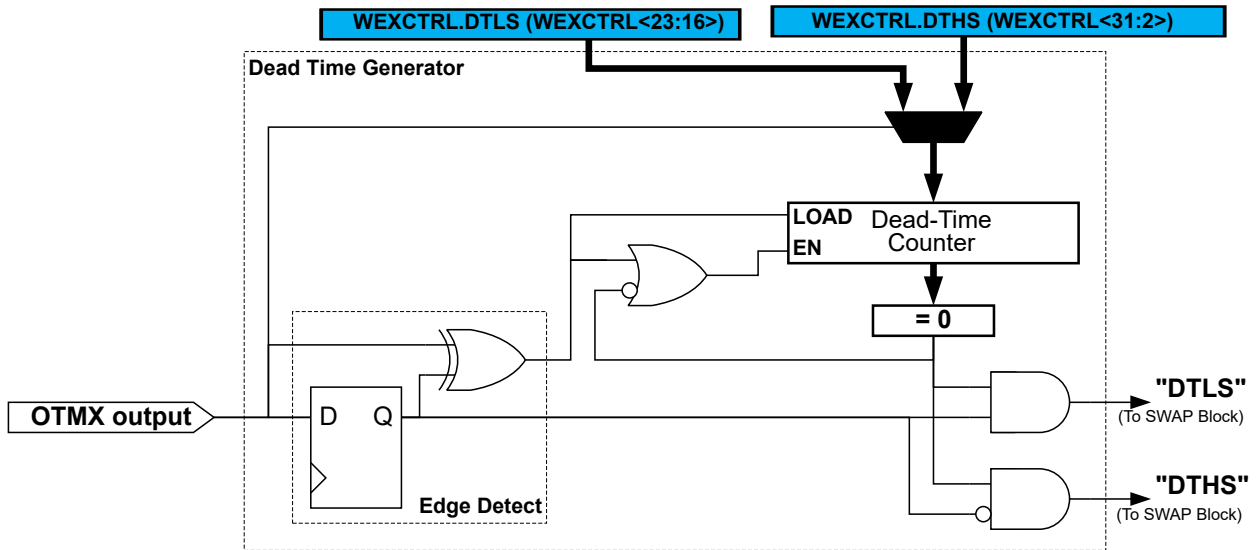 WEXCTRL.DTLS (WEXCTRL<23:16>)
WEXCTRL.DTHS (WEXCTRL<31:2>)
Dead Time Generator
LOAD
Dead-Time
Counter
EN
= 0
OTMX output
D Q
Edge Detect
"DTLS"
(To SWAP Block)
"DTHS"
(To SWAP Block)